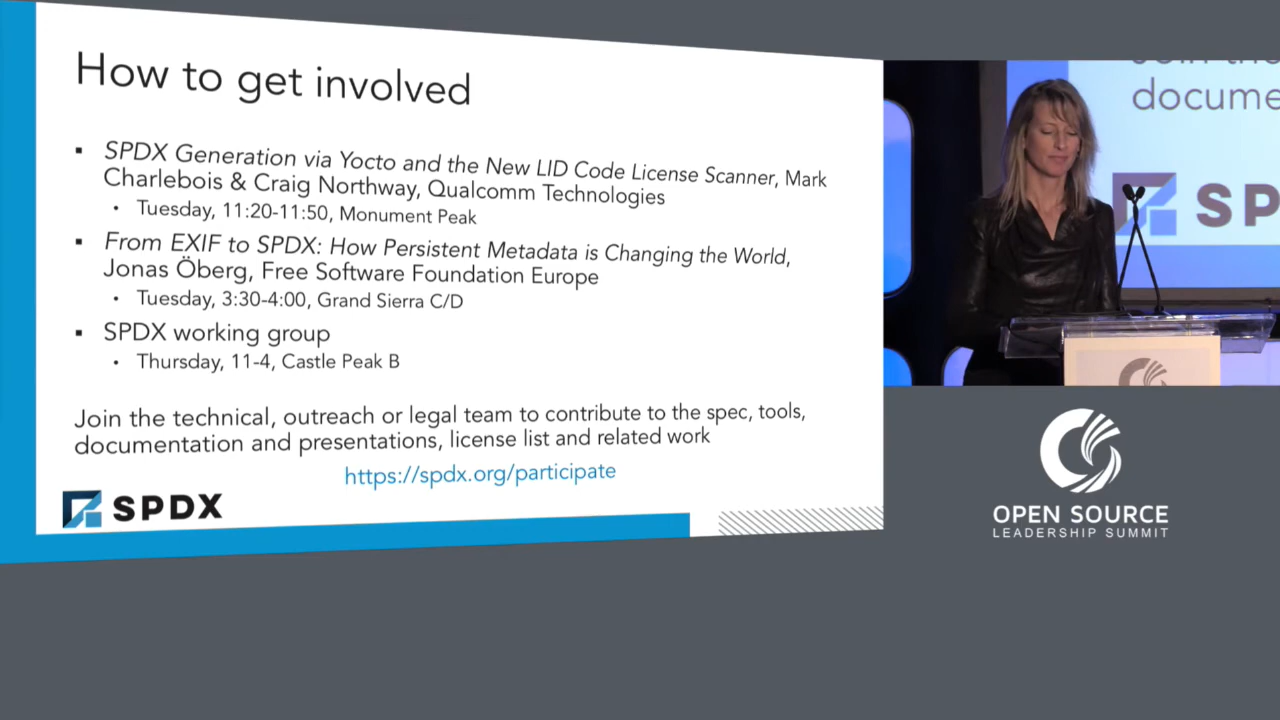 How to get involved
▪ SPDX Generation via Yocto and the New LID Code License Scanner, Mark
Charlebois & Craig Northway, Qualcomm Technologies
• Tuesday, 11:20-11:50, Monument Peak
▪ From EXIF to SPDX: How Persistent Metadata is Changing the World,
Jonas Öberg, Free Software Foundation Europe
• Tuesday, 3:30-4:00, Grand Sierra C/D
▪ SPDX working group
• Thursday, 11-4, Castle Peak B
Join the technical, outreach or legal team to contribute to the spec, tools,
documentation and presentations, license list and related work
https://spdx.org/participate
SPDX
docume
SP
OPEN SOURCE
LEADERSHIP SUMMIT